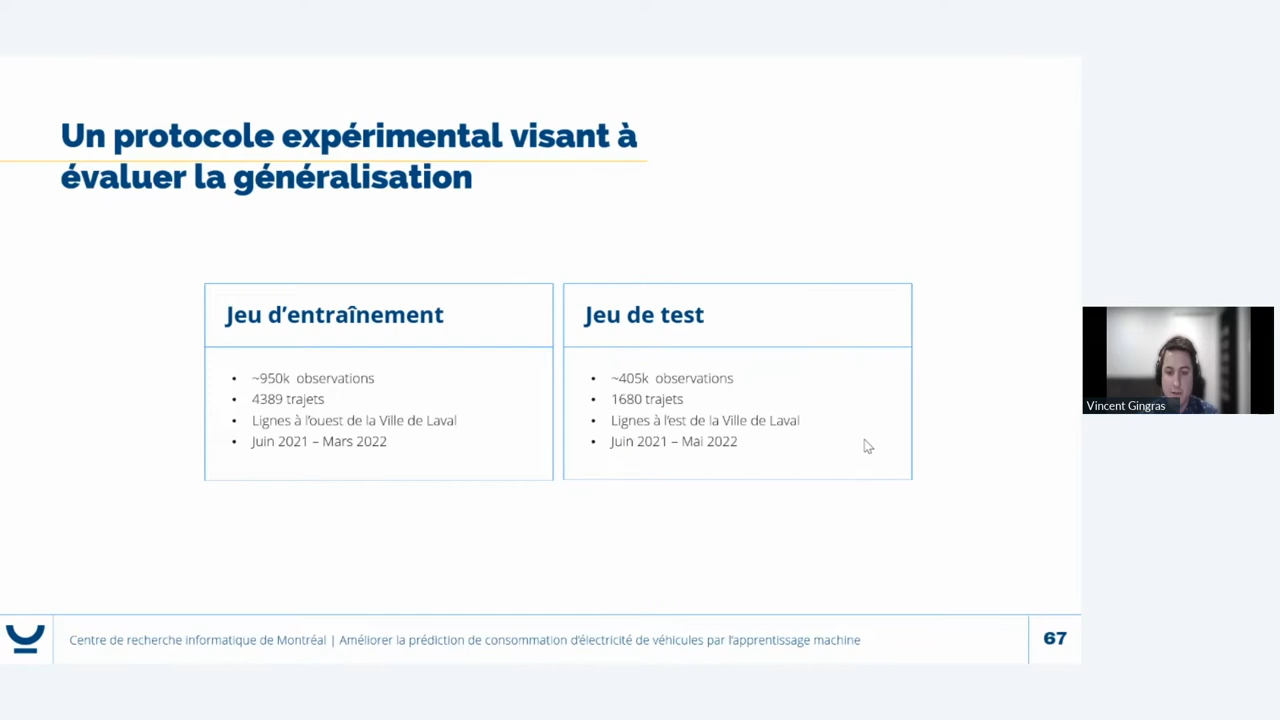 Un protocole expérimental visant à
évaluer la généralisation
Jeu d'entraînement
• ~950k observations
• 4389 trajets
• Lignes à l'ouest de la Ville de Laval
• Juin 2021 – Mars 2022
Jeu de test
• ~405k observations
• 1680 trajets
• Lignes à l'est de la Ville de Laval
• Juin 2021 – Mai 2022
Vincent Gingras
Centre de recherche informatique de Montréal | Améliorer la prédiction de consommation d'électricité de véhicules par l'apprentissage machine
67